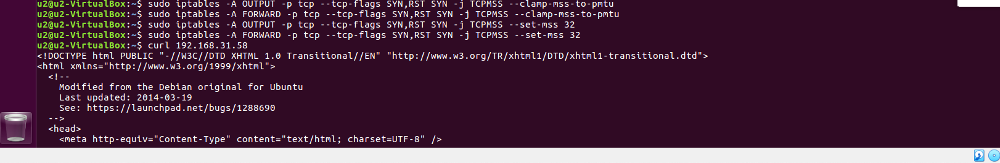 u2@u2-VirtualBox:~$ sudo iptables -A OUTPUT -p tcp --tcp-flags SYN,RST SYN -j TCPMSS --clamp-mss-to-pmtu
u2@u2-VirtualBox:~$ sudo iptables -A FORWARD -p tcp --tcp-flags SYN,RST SYN -j TCPMSS --clamp-mss-to-pmtu
u2@u2-VirtualBox:~$ sudo iptables -A OUTPUT -p tcp --tcp-flags SYN,RST SYN -j TCPMSS --set-mss 32
u2@u2-VirtualBox:~$ sudo iptables -A FORWARD -p tcp --tcp-flags SYN,RST SYN -j TCPMSS --set-mss 32
u2@u2-VirtualBox:~$ curl 192.168.31.58
<!DOCTYPE html PUBLIC "-//W3C//DTD XHTML 1.0 Transitional//EN" "http://www.w3.org/TR/xhtml1/DTD/xhtml1-transitional.dtd">
<html xmlns="http://www.w3.org/1999/xhtml">
  <!--
    Modified from the Debian original for Ubuntu
    Last updated: 2014-03-19
    See: https://launchpad.net/bugs/1288690
  -->
  <head>
    <meta http-equiv="Content-Type" content="text/html; charset=UTF-8" />